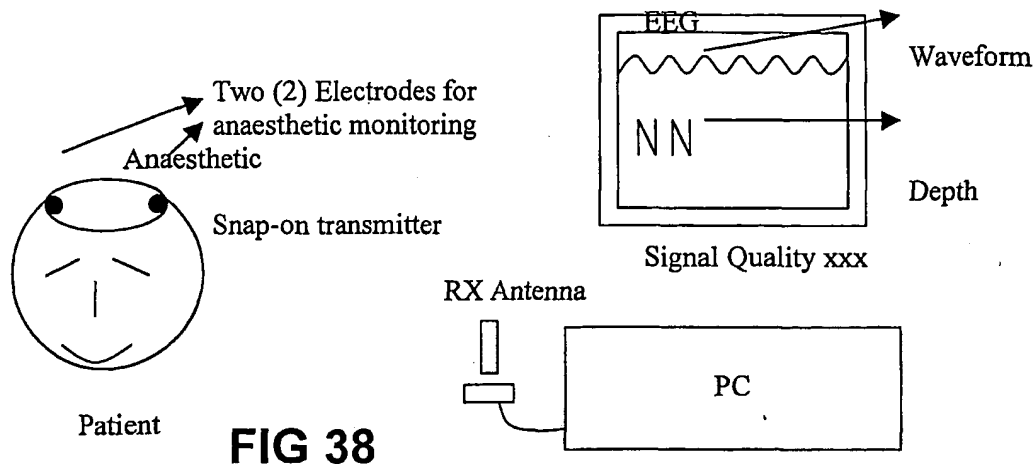 EEG
Waveform
Two (2) Electrodes for
anaesthetic monitoring
Anaesthetic
NN
Depth
Snap-on transmitter
Signal Quality xxx
RX Antenna
PC
Patient
FIG 38